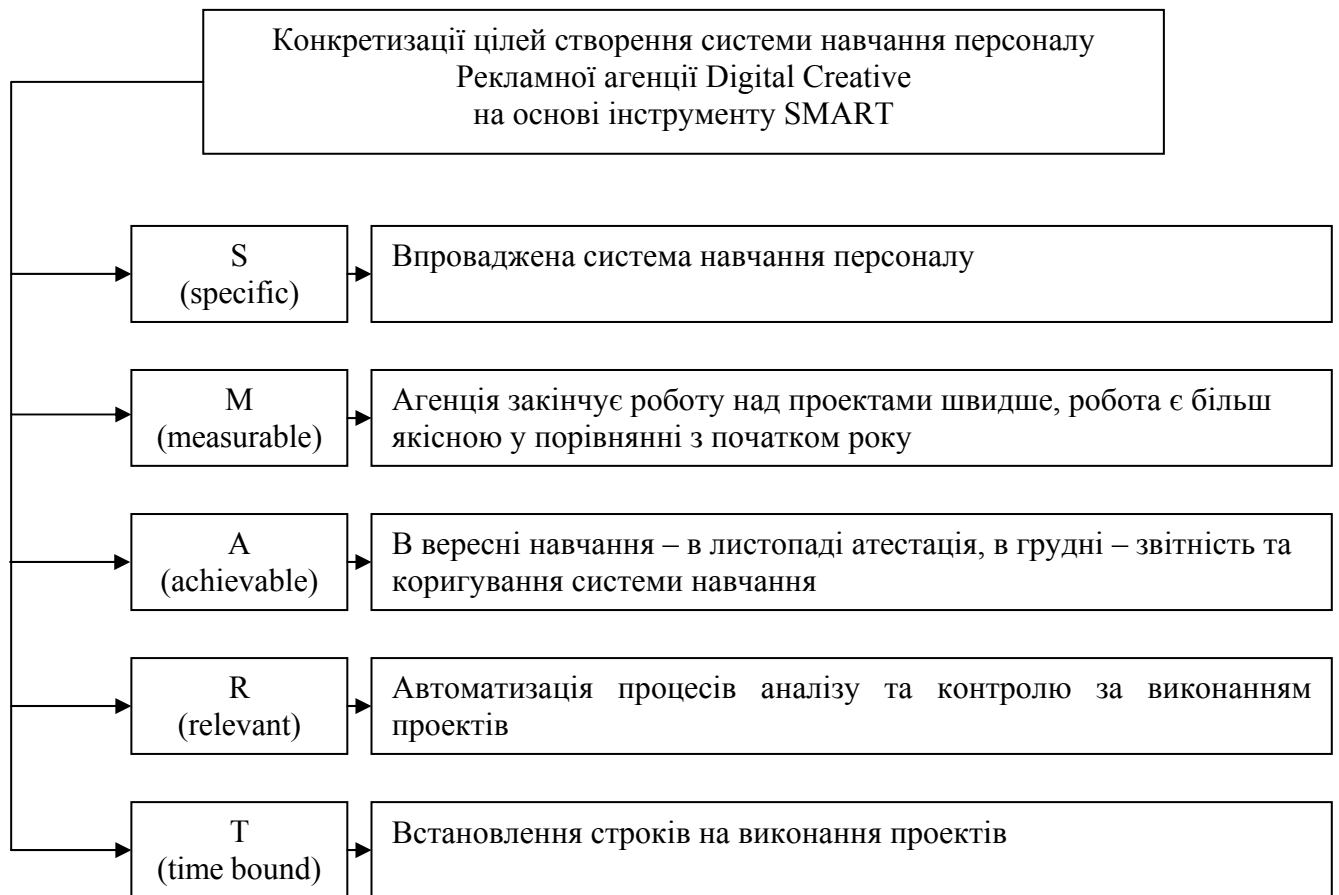 Конкретизації цілей створення системи навчання персоналу
Рекламної агенції Digital Creative
на основі інструменту SMART
S
(specific)
Впроваджена система навчання персоналу
M
(measurable)
Агенція закінчує роботу над проектами швидше, робота є більш
якісною у порівнянні з початком року
A
(achievable)
В вересні навчання – в листопаді атестація, в грудні – звітність та
коригування системи навчання
R
(relevant)
Автоматизація процесів аналізу та контролю за виконанням
проектів
T
(time bound)
Встановлення строків на виконання проектів